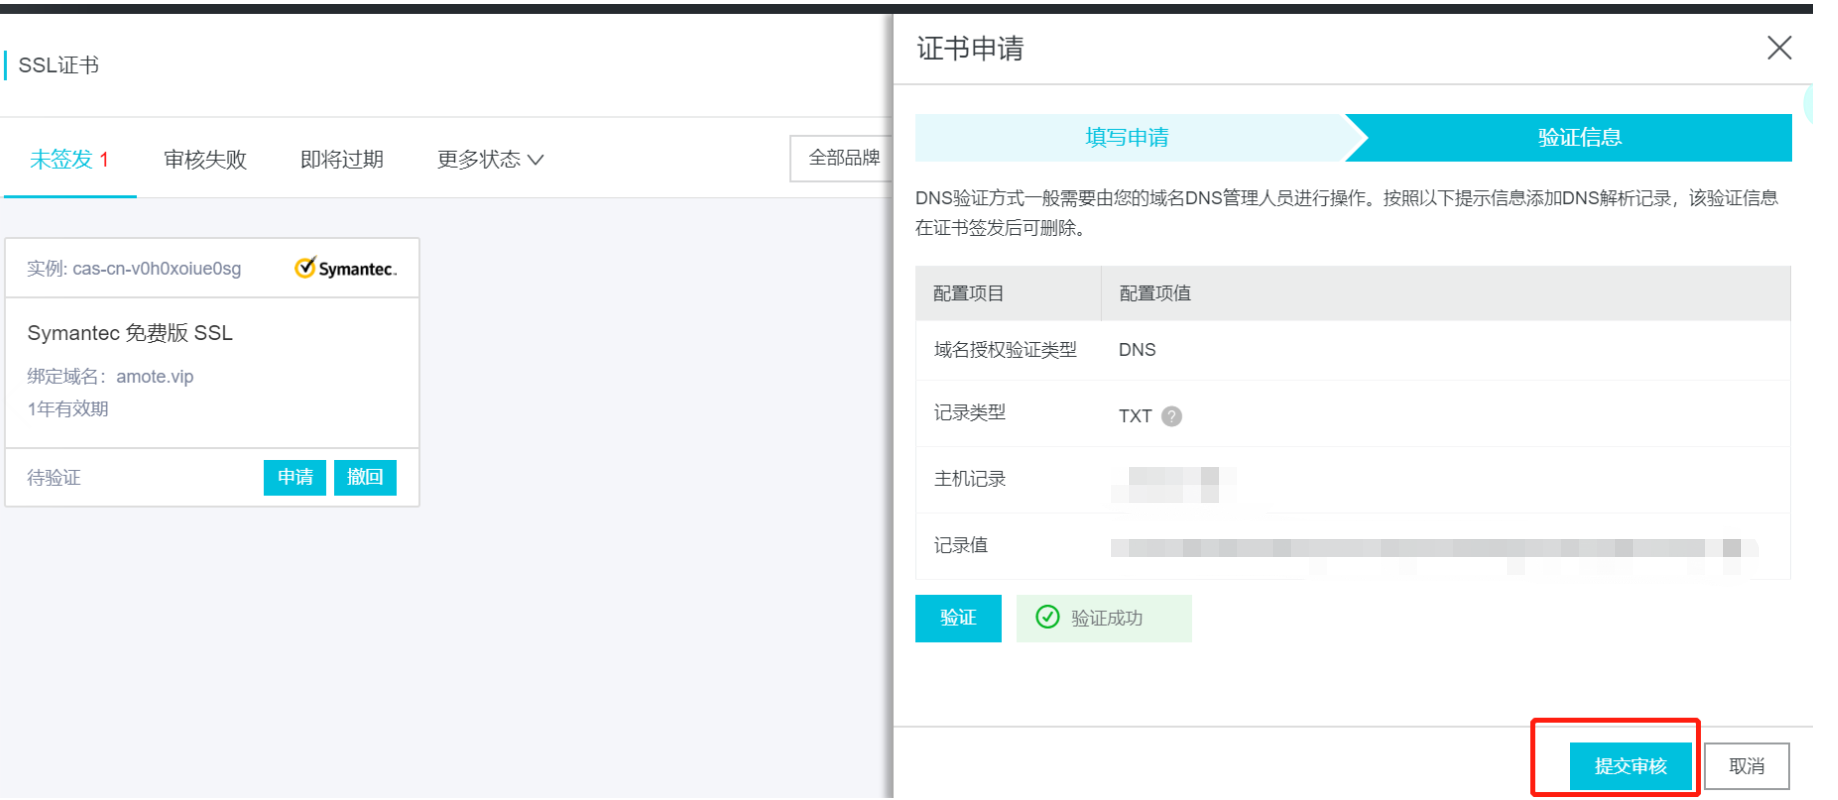 SSL证书
未签发 1
审核失败
即将过期
更多状态
全部品牌
实例: cas-cn-v0h0xoiue0sg
Symantec.
Symantec 免费版 SSL
绑定域名：amote.vip
1年有效期
待验证
申请
撤回
证书申请
填写申请
验证信息
DNS验证方式一般需要由您的域名DNS管理人员进行操作。按照以下提示信息添加DNS解析记录，该验证信息
在证书签发后可删除。
配置项目
配置项值
域名授权验证类型
DNS
记录类型
TXT ?
主机记录
记录值
验证
验证成功
提交审核
取消